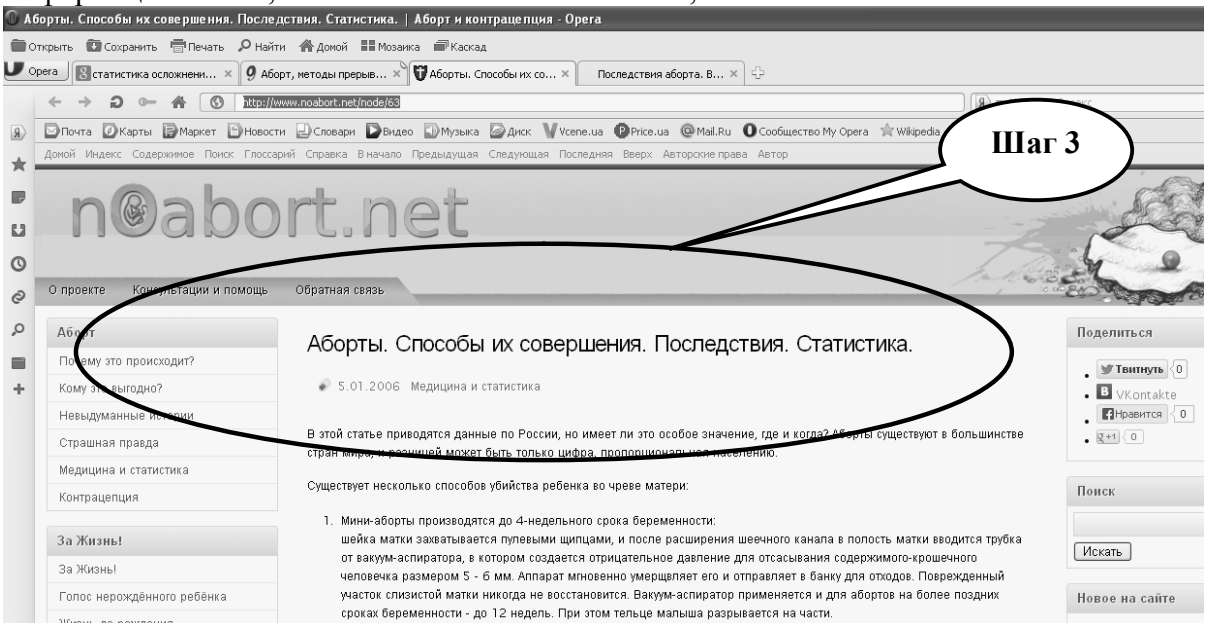 Аборты. Способы их совершения. Последствия. Статистика. | Аборт и контрацепция - Opera
Открыть Сохранить Печать Найти Домой Мозаика Каскад
Opera статистика осложнени... Аборт, методы прерыв... Аборты. Способы их со... Последствия аборта. В...
http://www.noabort.net/node/63
Почта Карты Маркет Новости Словари Видео Музыка Диск Vcene.ua Price.ua Mail.Ru Сообщество My Opera Wikipedia
Шаг 3
Домой Индекс Содержимое Поиск Глоссарий Справка В начало Предыдущая Следующая Последняя Вверх Авторские права Автор
n@abort.net
О проекте Консультации и помощь Обратная связь
Аборт
Почему это происходит?
Кому это выгодно?
Невыдуманные истории
Страшная правда
Медицина и статистика
Контрацепция
За Жизнь!
За Жизнь!
Голос нерождённого ребёнка
Аборты. Способы их совершения. Последствия. Статистика.
5.01.2006 Медицина и статистика
В этой статье приводятся данные по России, но имеет ли это особое значение, где и когда? Аборты существуют в большинстве
стран мира, и разницей может быть только цифра, пропорциональная населению.
Существует несколько способов убийства ребенка во чреве матери:
1. Мини-аборты производятся до 4-недельного срока беременности:
шейка матки захватывается пулевыми щипцами, и после расширения шеечного канала в полость матки вводится трубка
от вакуум-аспиратора, в котором создается отрицательное давление для отсасывания содержимого-крошечного
человечка размером 5 - 6 мм. Аппарат мгновенно умерщвляет его и отправляет в банку для отходов. Поврежденный
участок слизистой матки никогда не восстановится. Вакуум-аспиратор применяется и для абортов на более поздних
сроках беременности - до 12 недель. При этом тельце малыша разрывается на части.
Поделиться
Твитнуть 0
VKontakte
Нравится 0
+1 0
Поиск
Искать
Новое на сайте